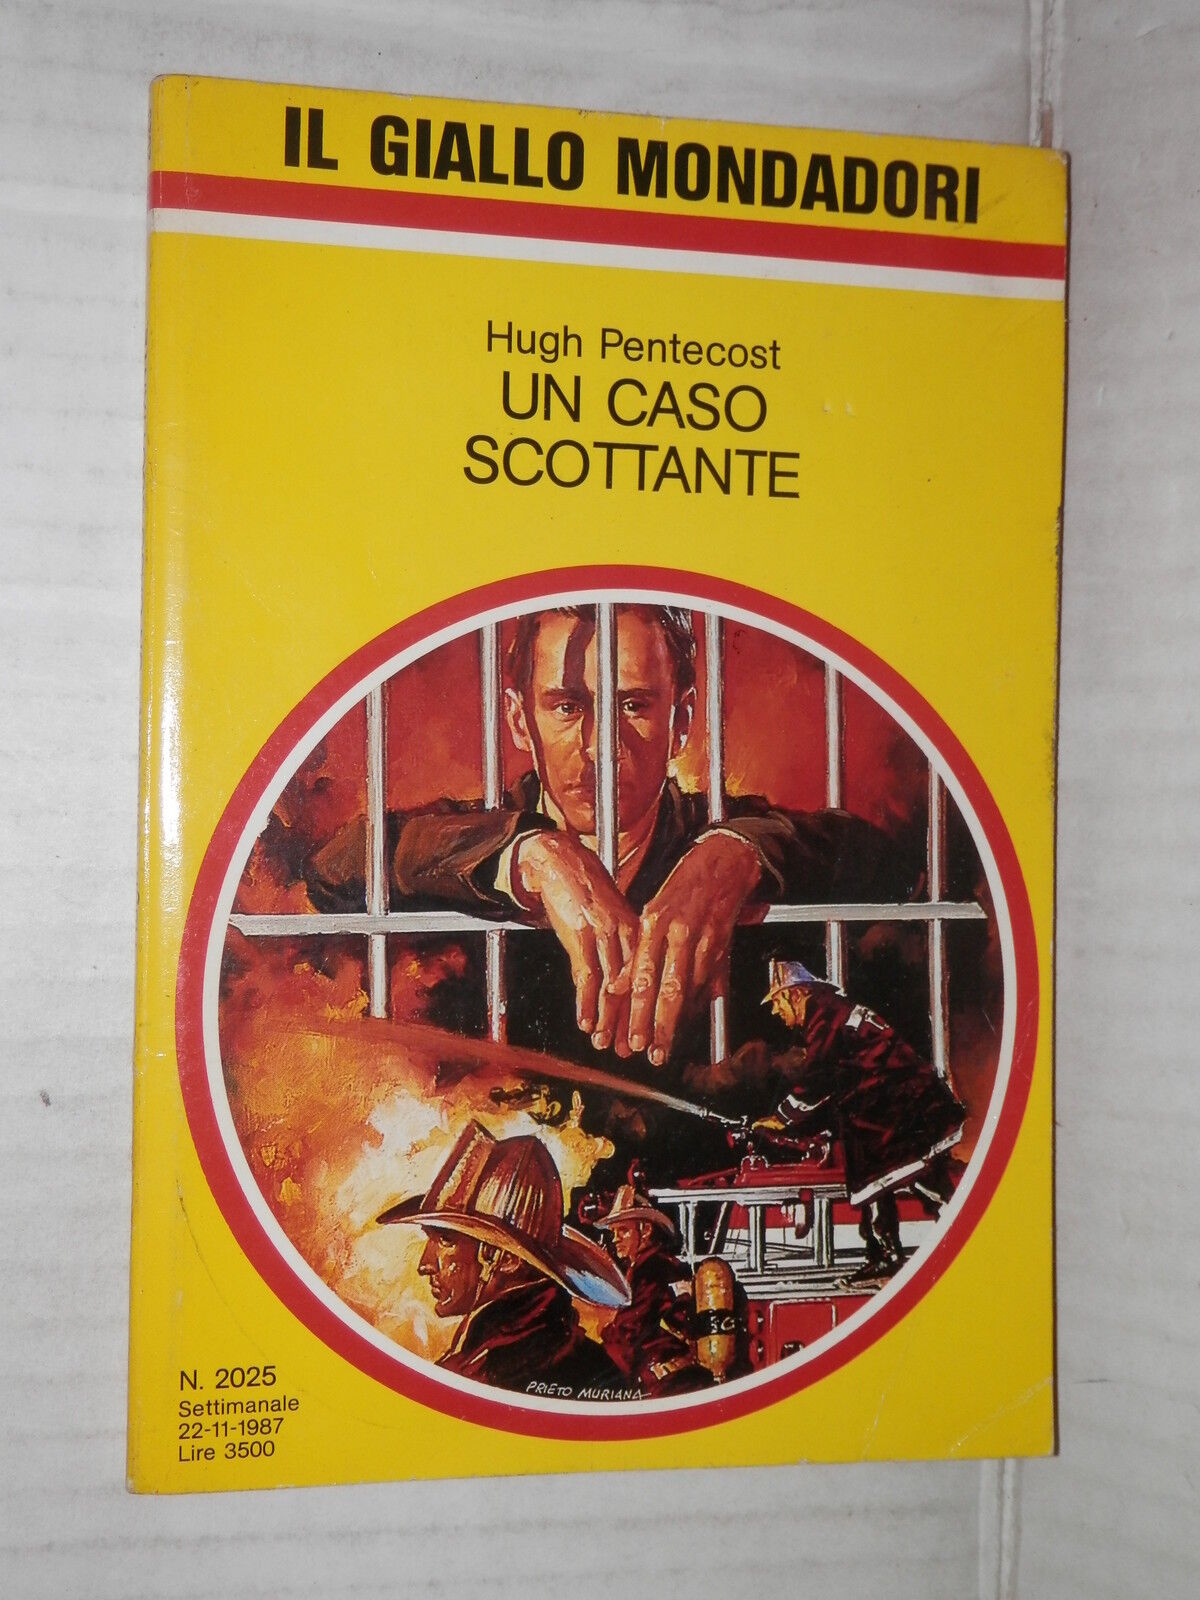 IL GIALLO MONDADORI
Hugh Pentecost
UN CASO
SCOTTANTE
PRIETO MURIANA
N. 2025
Settimanale
22-11-1987
Lire 3500